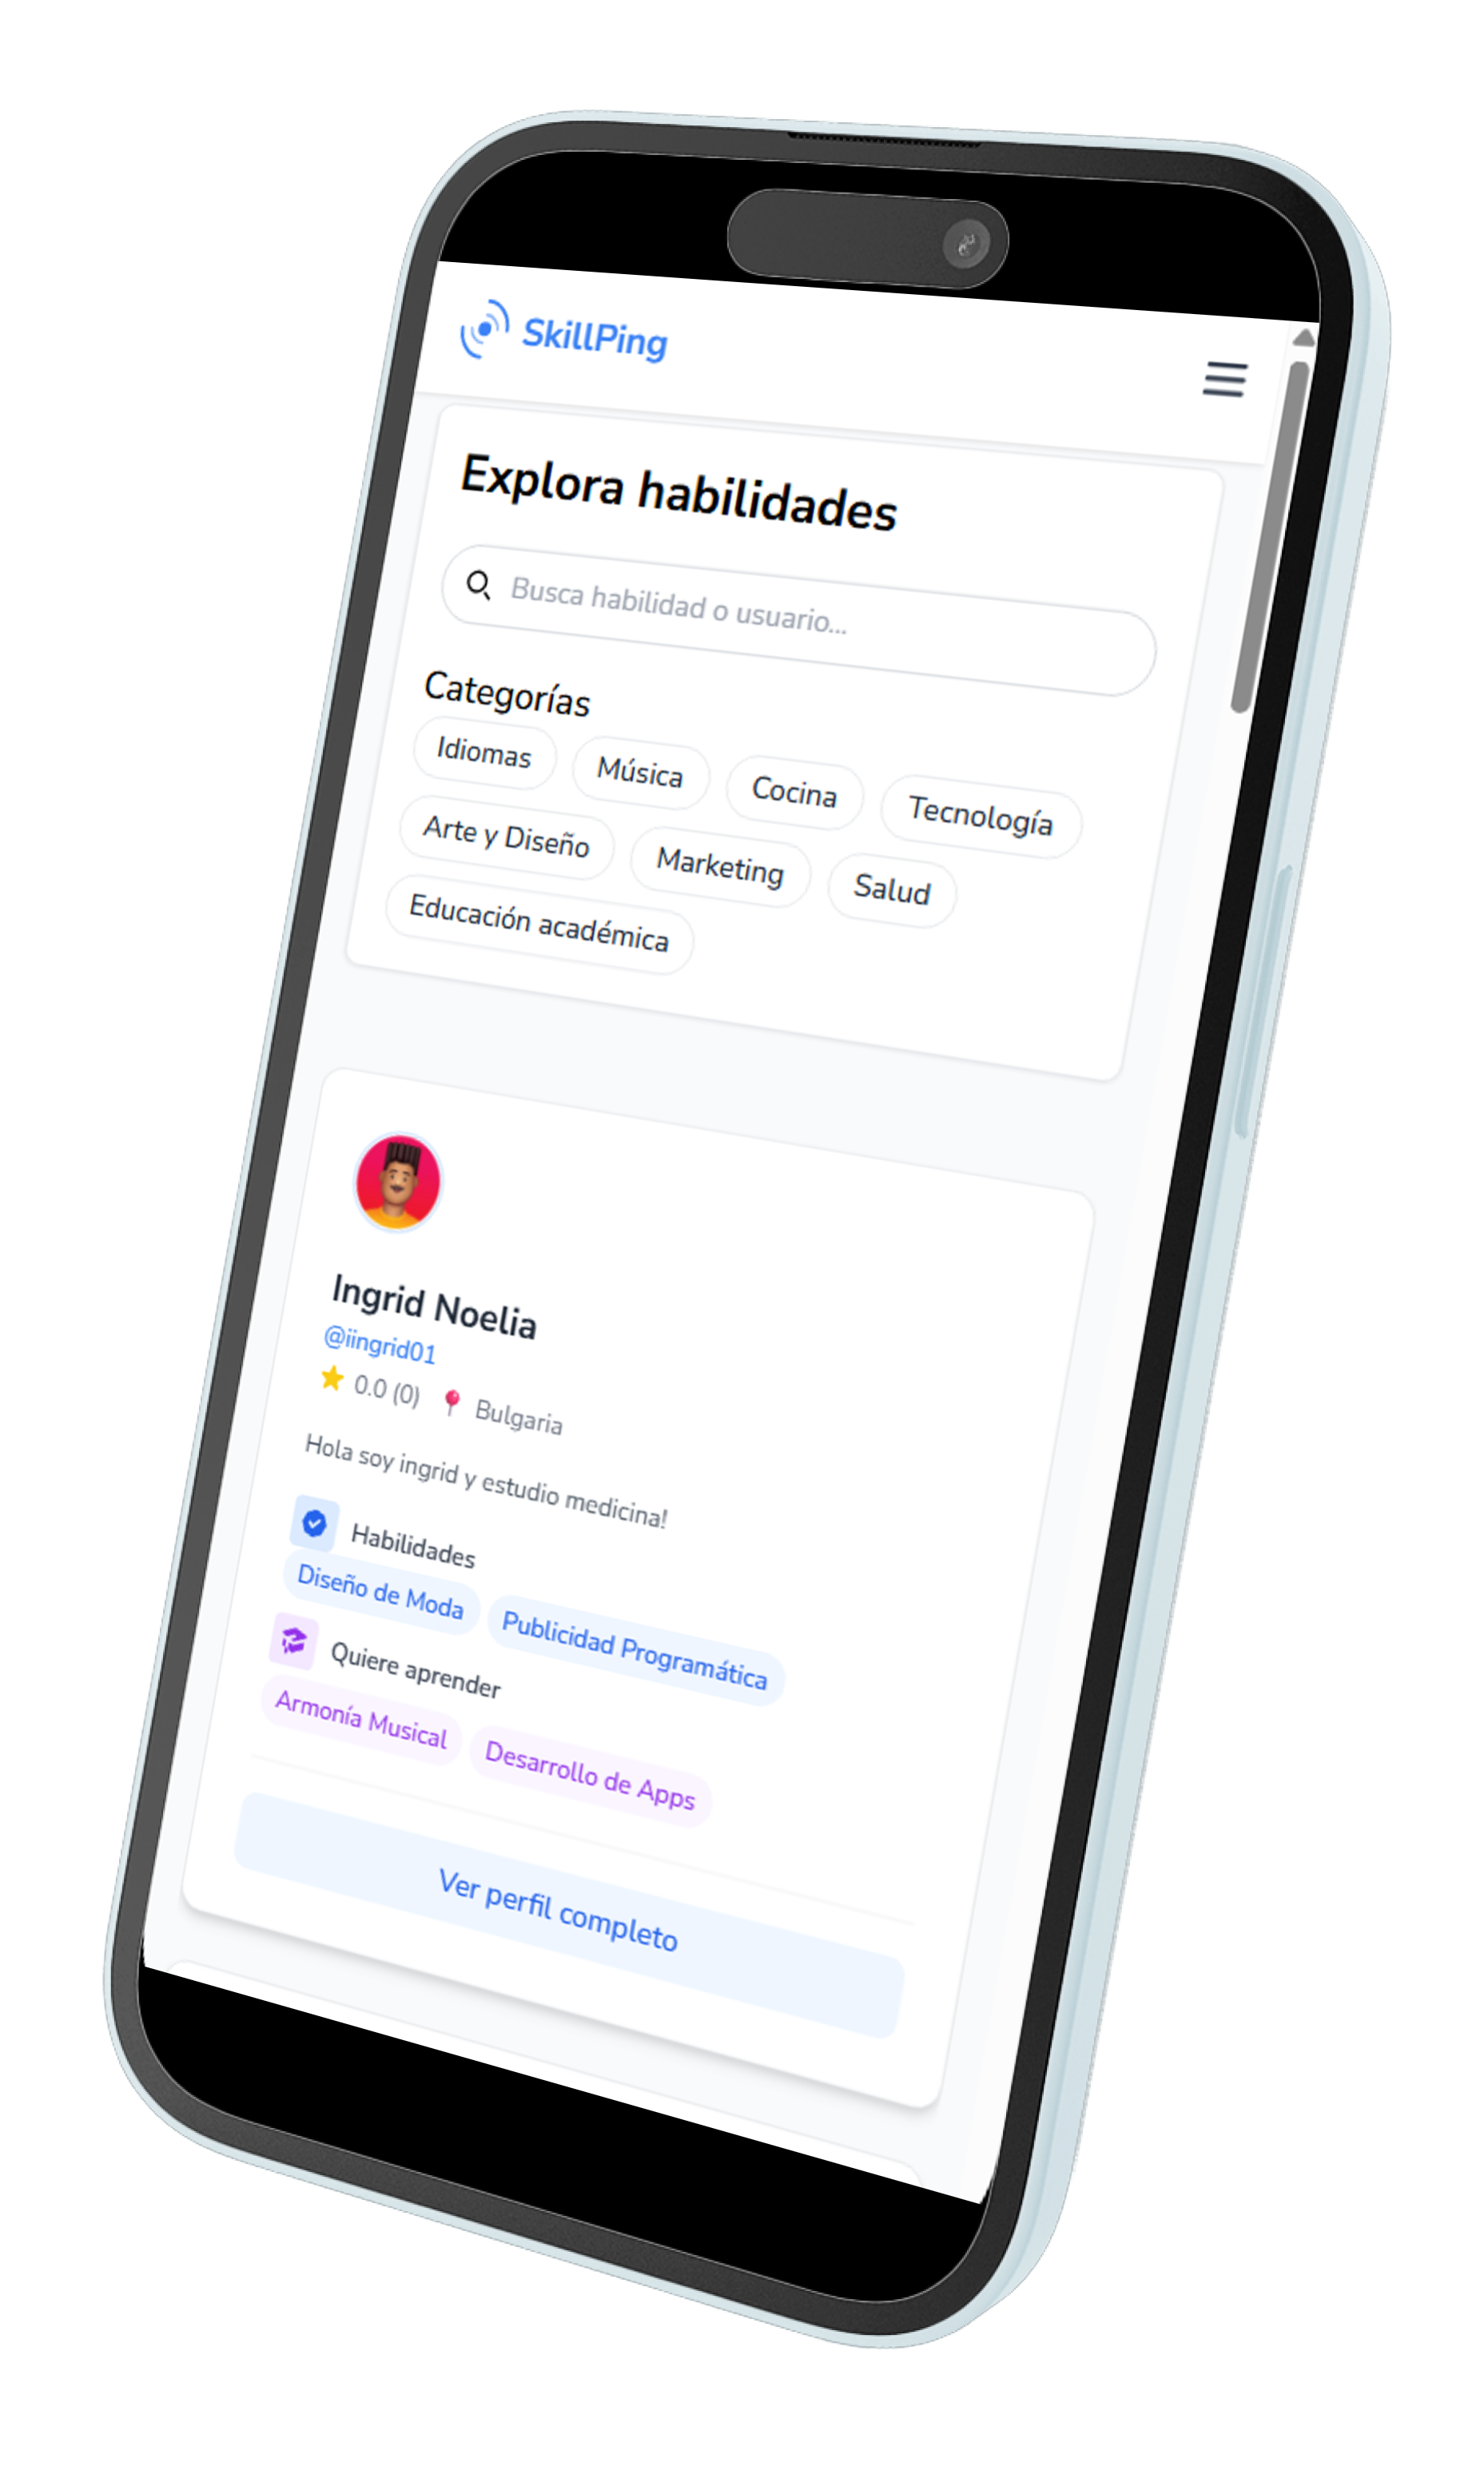 SkillPing
Explora habilidades
Busca habilidad o usuario...
Categorías
Idiomas Música Cocina Tecnología
Arte y Diseño Marketing Salud
Educación académica
Ingrid Noelia
@iingrid01
0.0 (0) Bulgaria
Hola soy ingrid y estudio medicina!
Habilidades
Diseño de Moda Publicidad Programática
Quiere aprender
Armonía Musical Desarrollo de Apps
Ver perfil completo